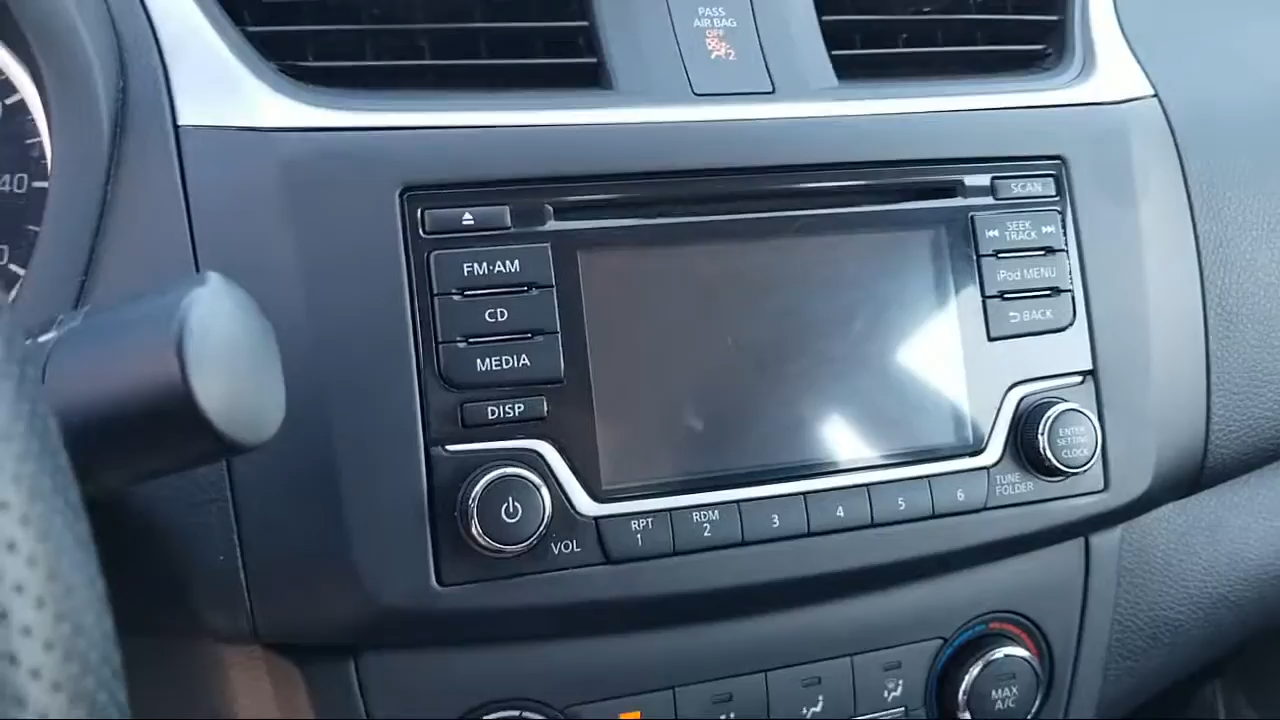 PASS
AIR BAG
OFF
2
40
0
SCAN
SEEK
TRACK
FM·AM
iPod MENU
CD
BACK
MEDIA
DISP
ENTER
SETTING
CLOCK
TUNE
FOLDER
VOL
RPT
1
RDM
2
3
4
5
6
MAX
A/C